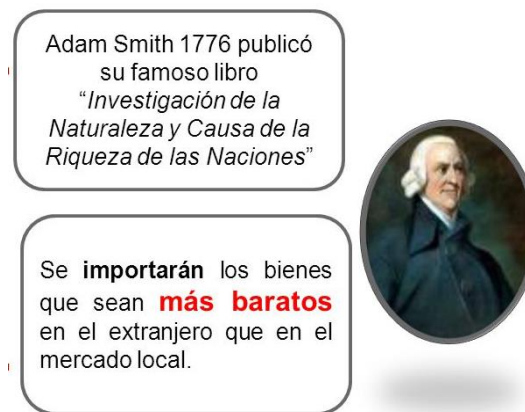 Adam Smith 1776 publicó
su famoso libro
“Investigación de la
Naturaleza y Causa de la
Riqueza de las Naciones”
Se importarán los bienes
que sean más baratos
en el extranjero que en el
mercado local.